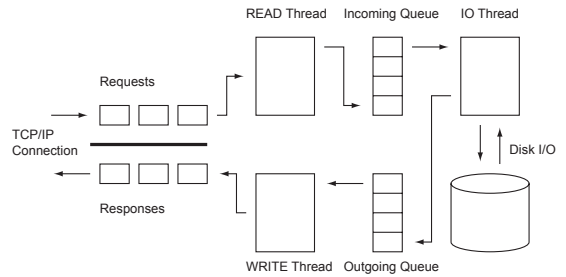 READ Thread
Incoming Queue
IO Thread
Requests
TCP/IP
Connection
Disk I/O
Responses
WRITE Thread
Outgoing Queue